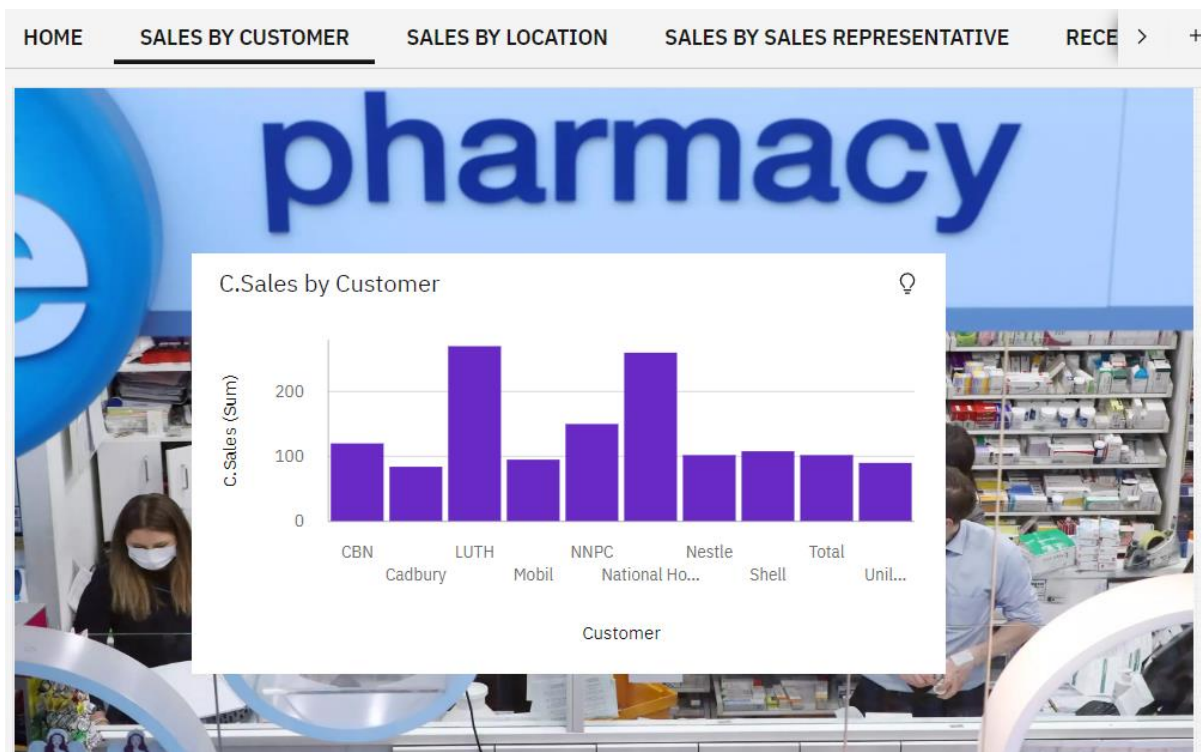 HOME SALES BY CUSTOMER SALES BY LOCATION SALES BY SALES REPRESENTATIVE RECE > +
e pharmacy
C.Sales by Customer
C.Sales (Sum)
200
100
0
CBN LUTH NNPC Nestle Total
Cadbury Mobil National Ho... Shell Unil...
Customer